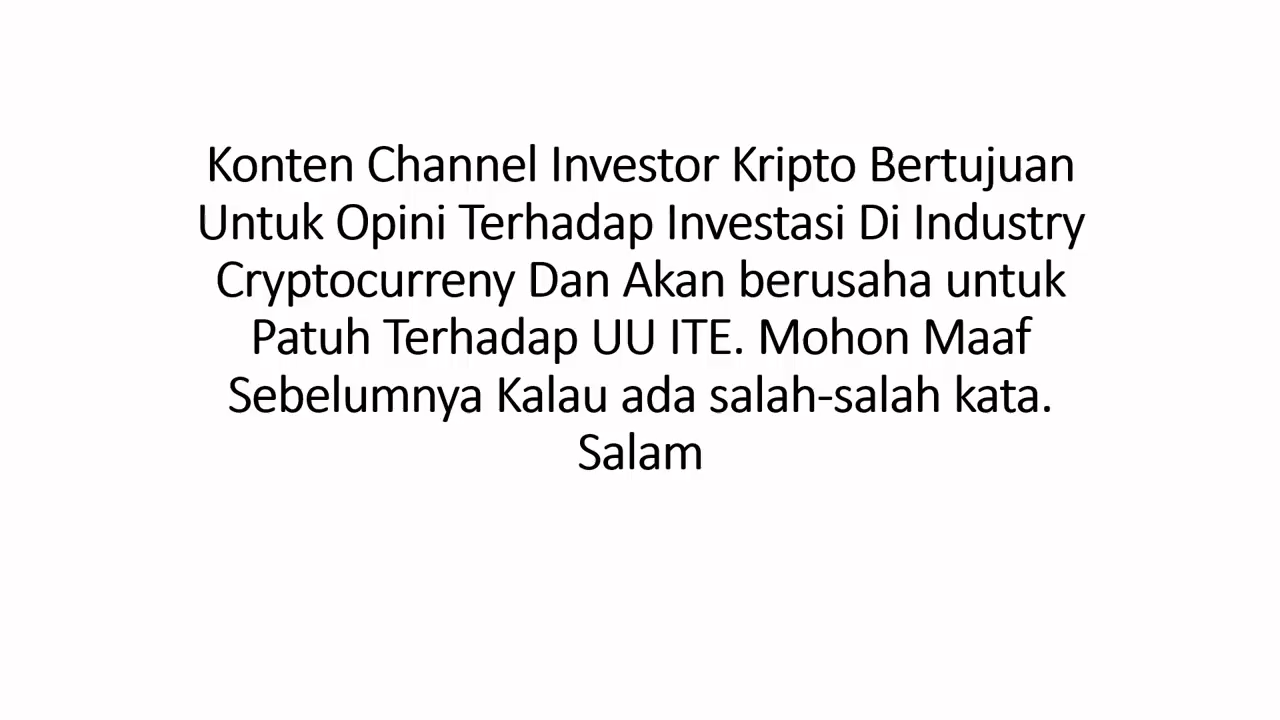 Konten Channel Investor Kripto Bertujuan
Untuk Opini Terhadap Investasi Di Industry
Cryptocurreny Dan Akan berusaha untuk
Patuh Terhadap UU ITE. Mohon Maaf
Sebelumnya Kalau ada salah-salah kata.
Salam